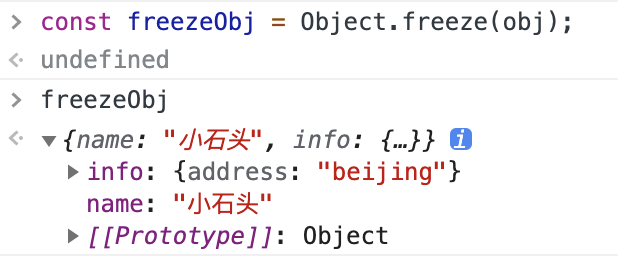 > const freezeObj = Object.freeze(obj);
undefined
> freezeObj
▼ {name: "小石头", info: {…}} i
▶ info: {address: "beijing"}
name: "小石头"
▶ [[Prototype]]: Object